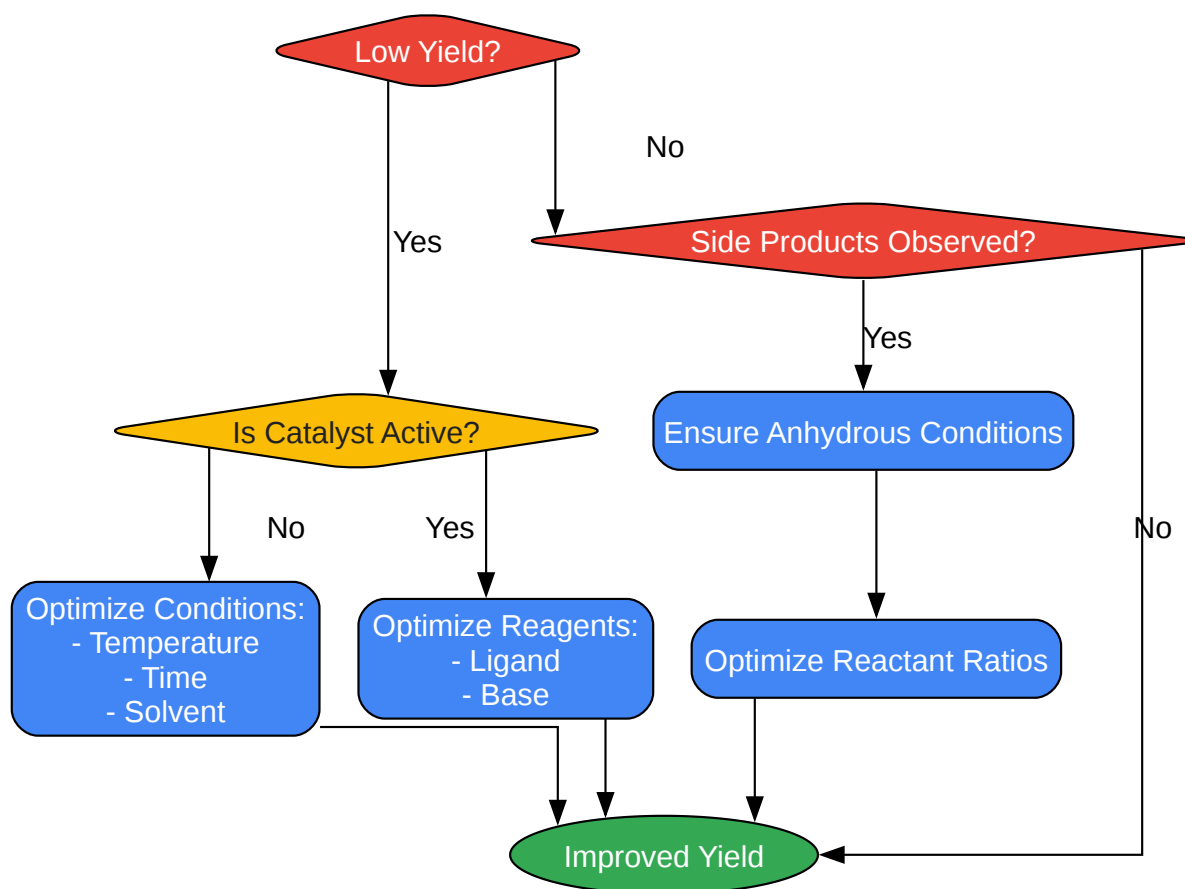 Low Yield?
No
Yes
Side Products Observed?
Yes
Is Catalyst Active?
Ensure Anhydrous Conditions
No
Yes
No
Optimize Conditions:
- Temperature
- Time
- Solvent
Optimize Reagents:
- Ligand
- Base
Optimize Reactant Ratios
Improved Yield